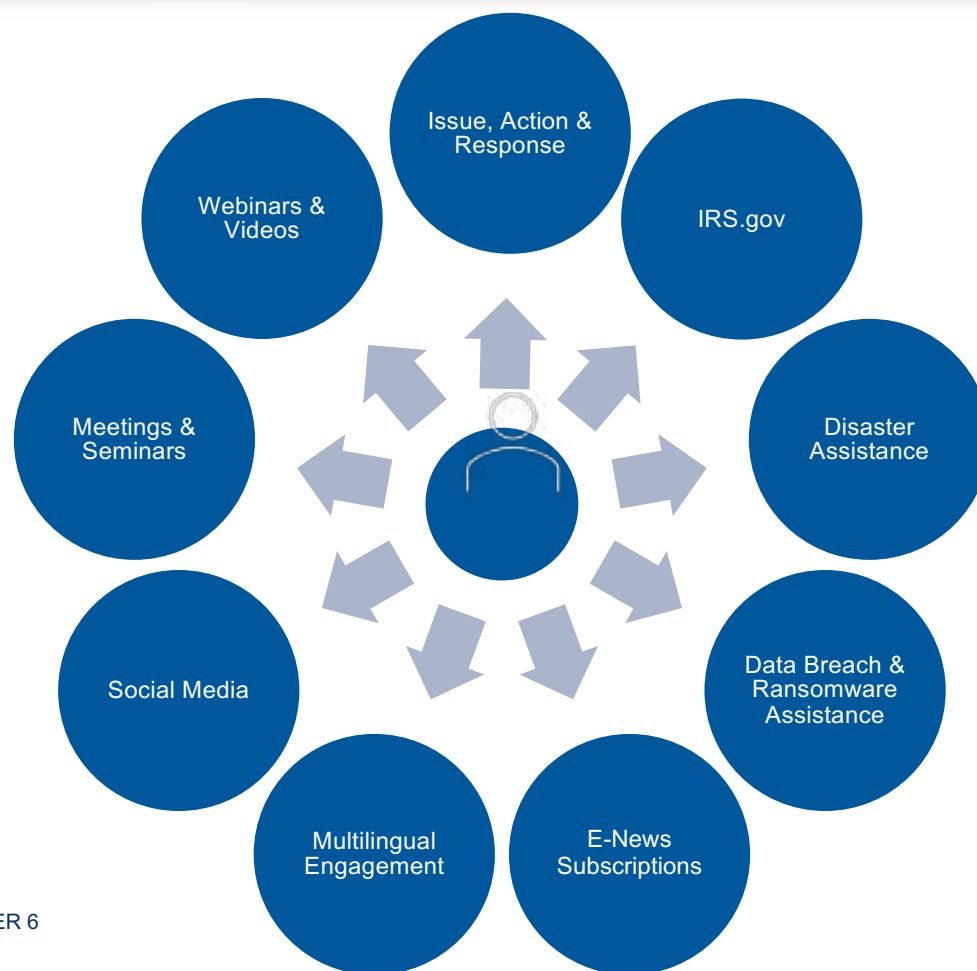 Issue, Action &
Response
IRS.gov
Disaster
Assistance
Data Breach &
Ransomware
Assistance
E-News
Subscriptions
Multilingual
Engagement
Social Media
Meetings &
Seminars
Webinars &
Videos
ER 6